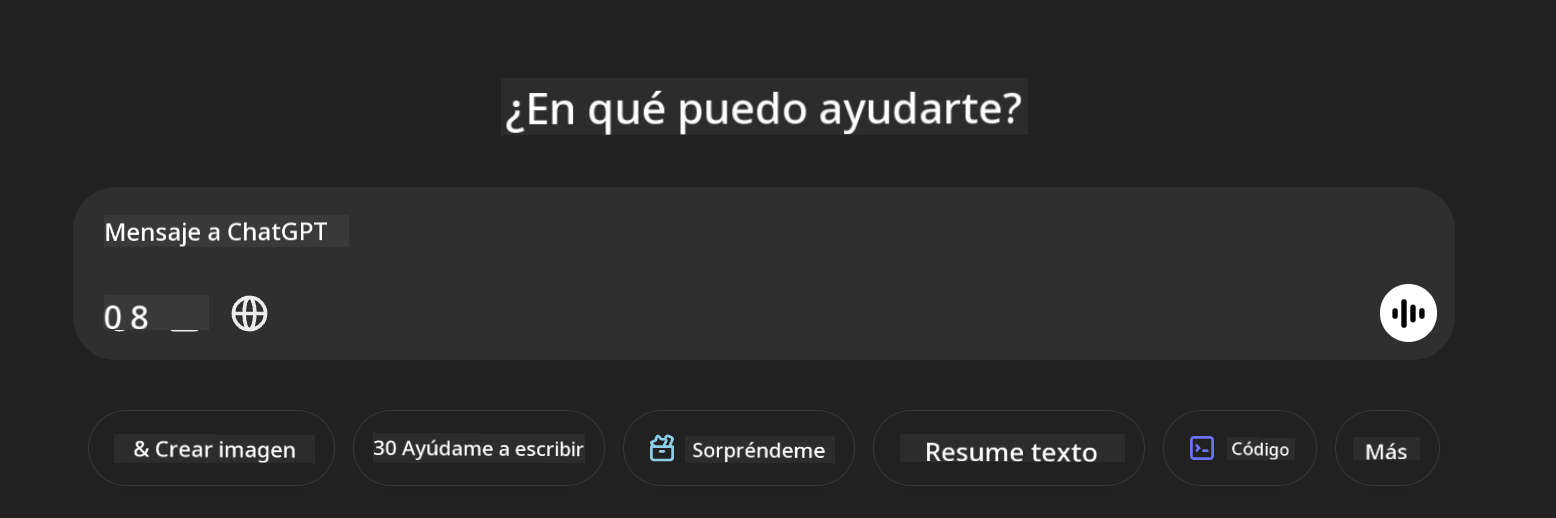 ¿En qué puedo ayudarte?
Mensaje a ChatGPT
0 8
& Crear imagen
30 Ayúdame a escribir
Sorpréndeme
Resume texto
Código
Más